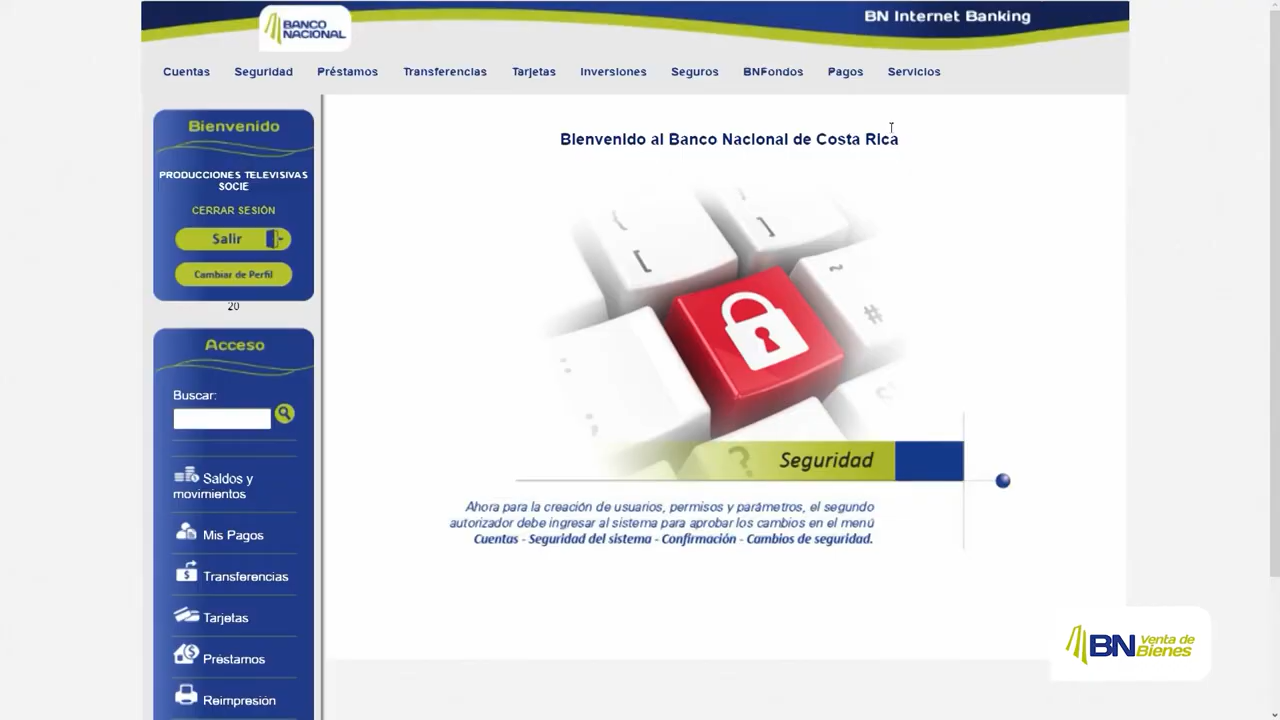 BANCO
NACIONAL
BN Internet Banking
Cuentas Seguridad Préstamos Transferencias Tarjetas Inversiones Seguros BNFondos Pagos Servicios
Bienvenido
PRODUCCIONES TELEVISIVAS
SOCIE
CERRAR SESIÓN
Salir
Cambiar de Perfil
20
Acceso
Buscar:
Saldos y
movimientos
Mis Pagos
Transferencias
Tarjetas
Préstamos
Reimpresión
Bienvenido al Banco Nacional de Costa Rica
{
[
]
~
#
?
Seguridad
Ahora para la creación de usuarios, permisos y parámetros, el segundo
autorizador debe ingresar al sistema para aprobar los cambios en el menú
Cuentas - Seguridad del sistema - Confirmación - Cambios de seguridad.
BN Venta de
Bienes